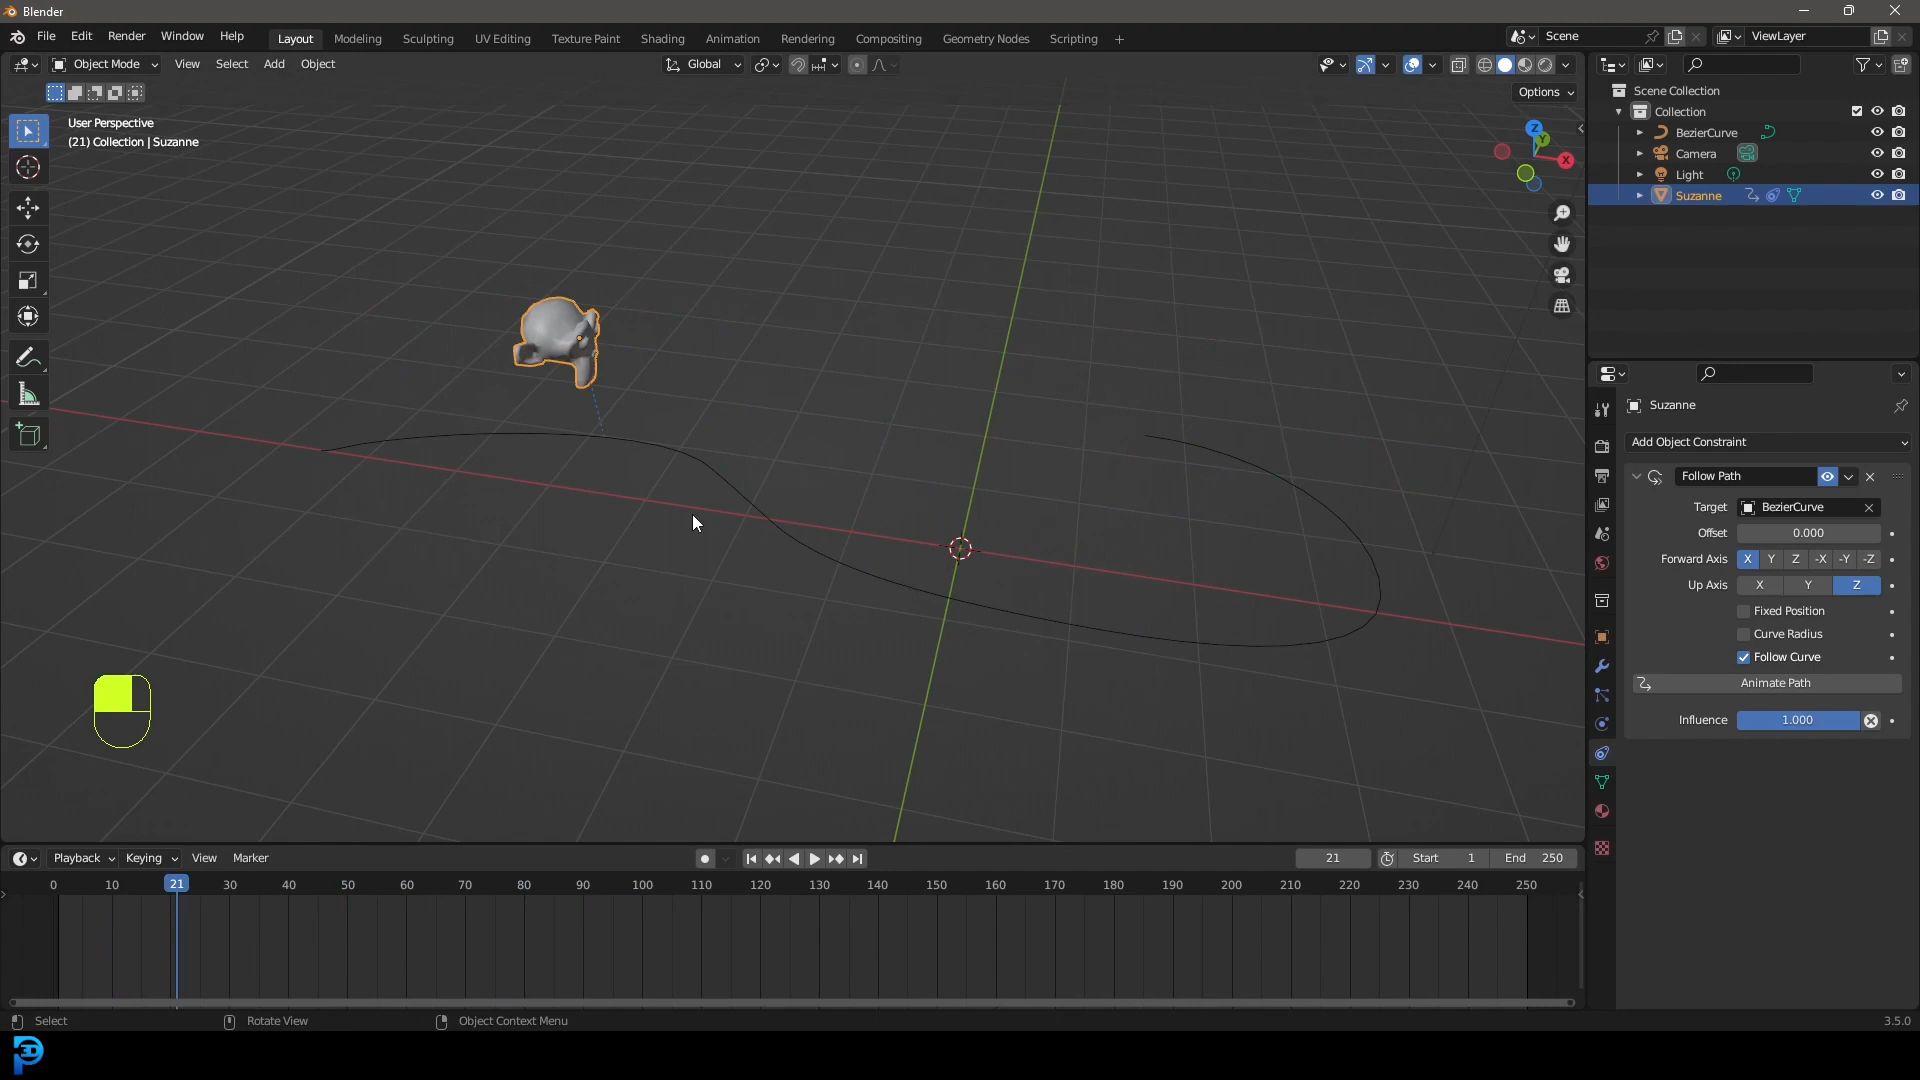 Blender
File Edit Render Window Help Layout Modeling Sculpting UV Editing Texture Paint Shading Animation Rendering Compositing Geometry Nodes Scripting + Scene ViewLayer
Object Mode View Select Add Object Global
Options
User Perspective
(21) Collection | Suzanne
Z
Y
X
Scene Collection
Collection
BezierCurve
Camera
Light
Suzanne
Suzanne
Add Object Constraint
Follow Path
Target BezierCurve
Offset 0.000
Forward Axis X Y Z -X -Y -Z
Up Axis X Y Z
Fixed Position
Curve Radius
Follow Curve
Animate Path
Influence 1.000
Playback Keying View Marker 21 Start 1 End 250
0 10 21 30 40 50 60 70 80 90 100 110 120 130 140 150 160 170 180 190 200 210 220 230 240 250
Select Rotate View Object Context Menu 3.5.0
3D